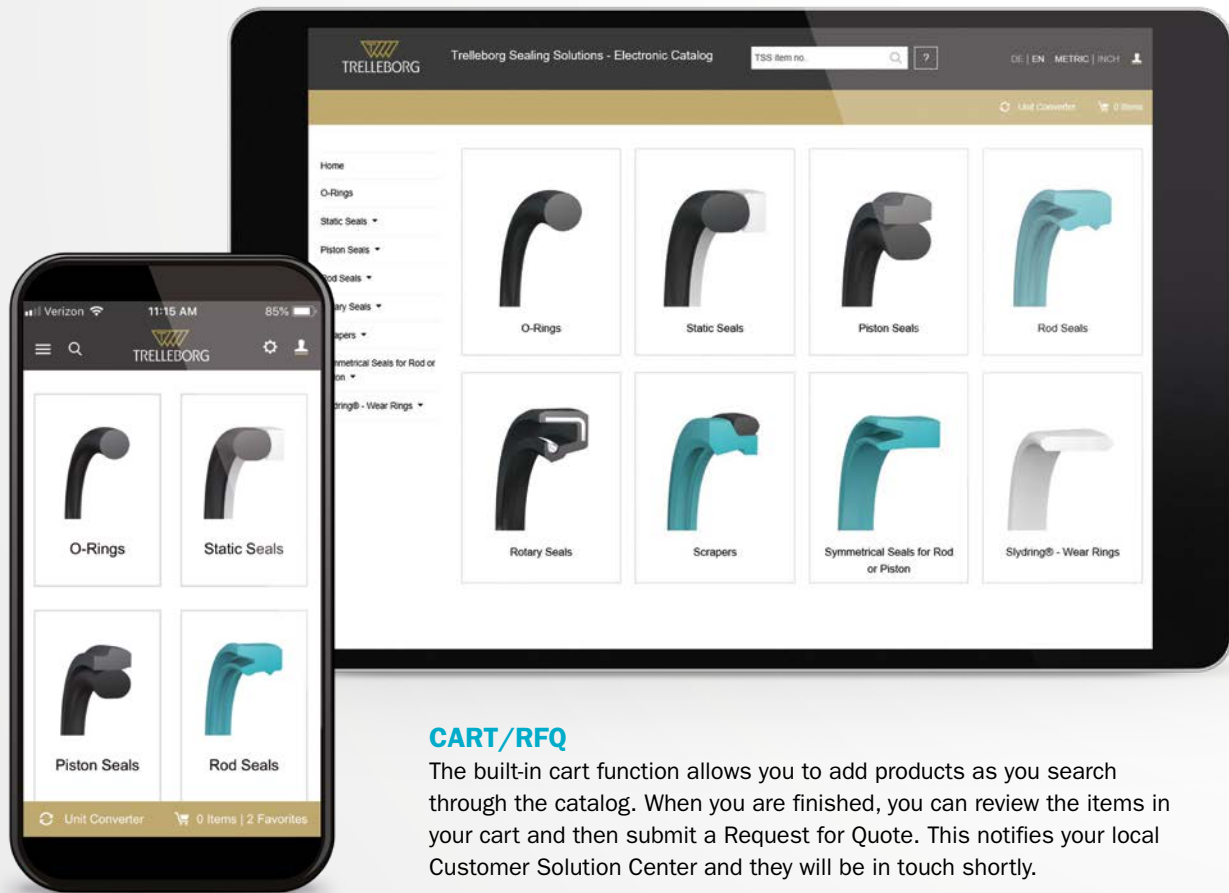 TRELLEBORG
Trelleborg Sealing Solutions - Electronic Catalog
TSS Item no.
?
DE | EN METRIC | INCH
Unit Converter
0 Items
Home
O-Rings
Static Seals
Piston Seals
od Seals
ary Seals
apers
mmetrical Seals for Rod or
on
dring® - Wear Rings
O-Rings
Static Seals
Piston Seals
Rod Seals
Rotary Seals
Scrapers
Symmetrical Seals for Rod
or Piston
Slydring® - Wear Rings
Verizon
11:15 AM
85%
TRELLEBORG
O-Rings
Static Seals
Piston Seals
Rod Seals
Unit Converter
0 Items | 2 Favorites
CART/RFQ
The built-in cart function allows you to add products as you search
through the catalog. When you are finished, you can review the items in
your cart and then submit a Request for Quote. This notifies your local
Customer Solution Center and they will be in touch shortly.